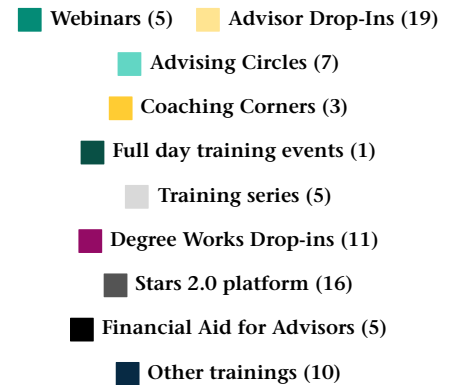 Webinars (5) Advisor Drop-Ins (19)
Advising Circles (7)
Coaching Corners (3)
Full day training events (1)
Training series (5)
Degree Works Drop-ins (11)
Stars 2.0 platform (16)
Financial Aid for Advisors (5)
Other trainings (10)